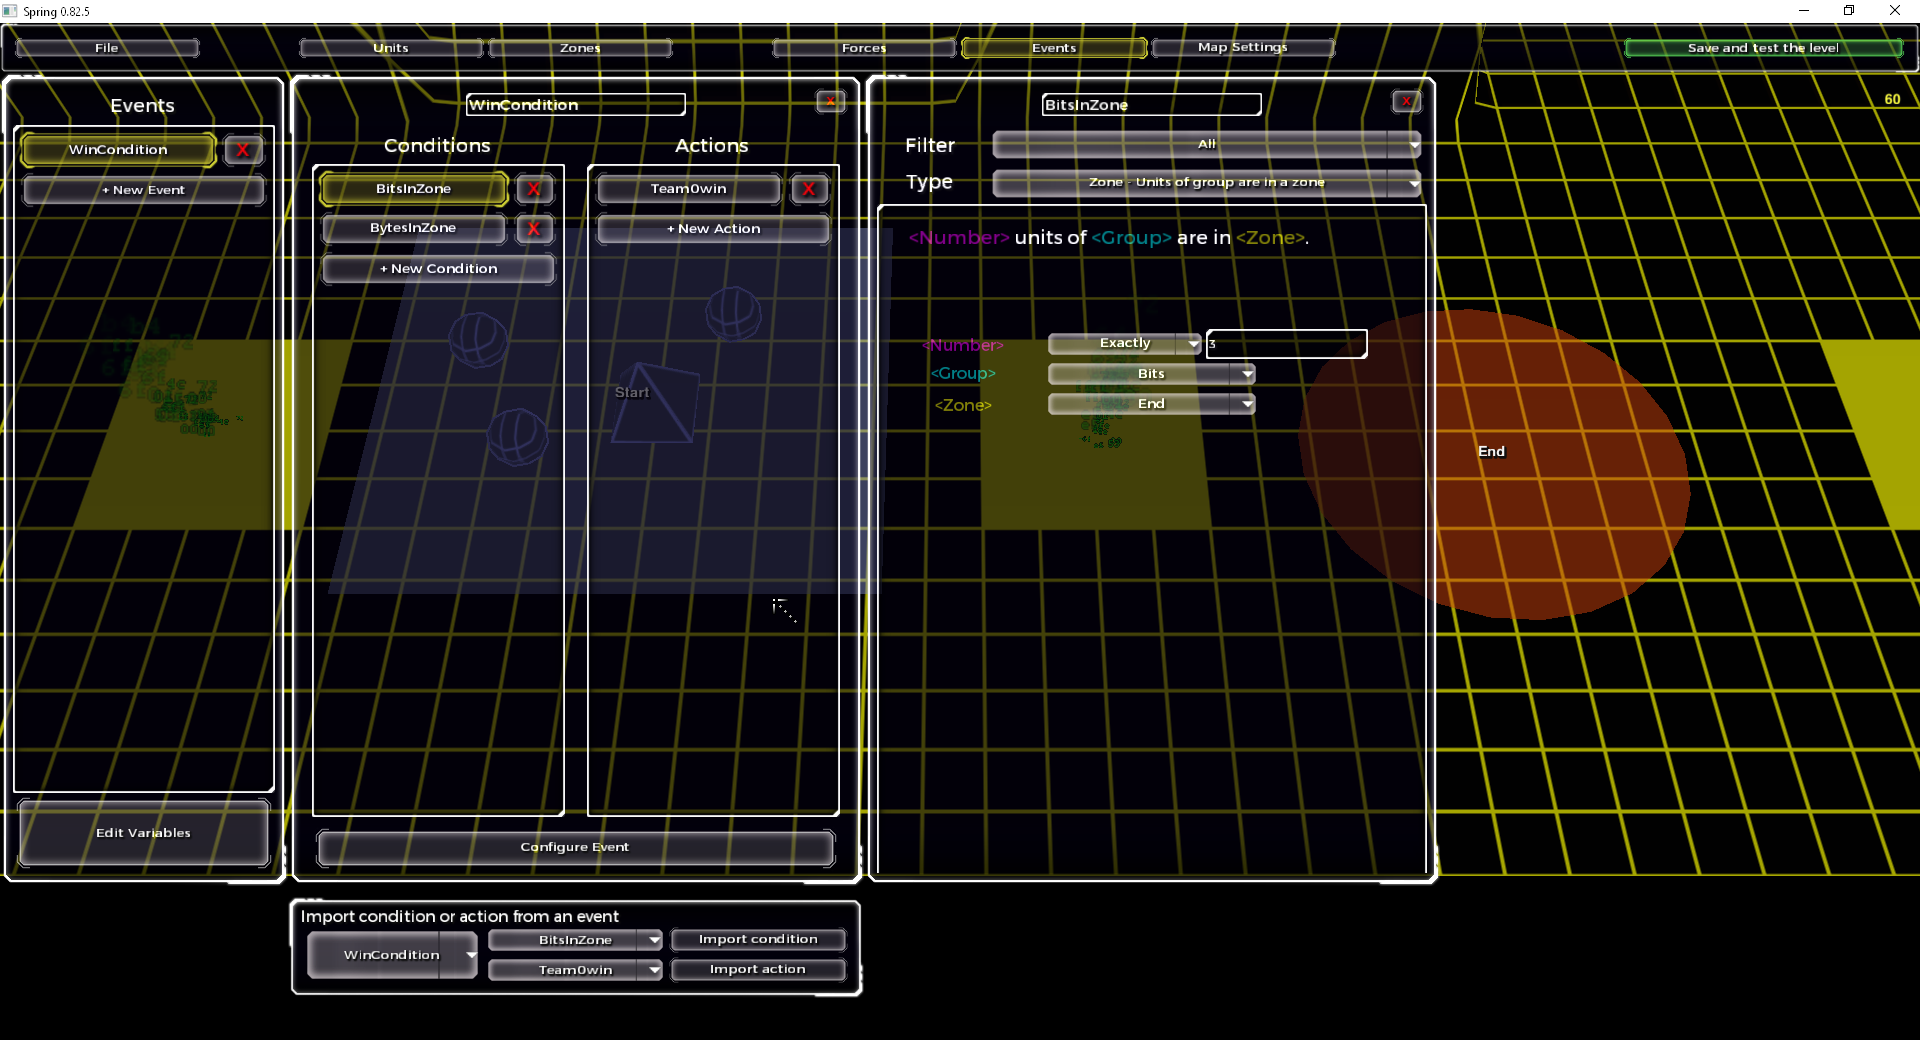 Spring 0.82.5
File
Units
Zones
Forces
Events
Map Settings
Save and test the level
60
Events
WinCondition
X
+ New Event
Edit Variables
WinCondition
x
Conditions
Actions
BitsInZone
X
Team0win
X
BytesInZone
X
+ New Action
+ New Condition
Start
Configure Event
BitsInZone
x
Filter
All
Type
Zone - Units of group are in a zone
<Number> units of <Group> are in <Zone>.
<Number>
Exactly
3
<Group>
Bits
<Zone>
End
End
Import condition or action from an event
WinCondition
BitsInZone
Import condition
Team0win
Import action